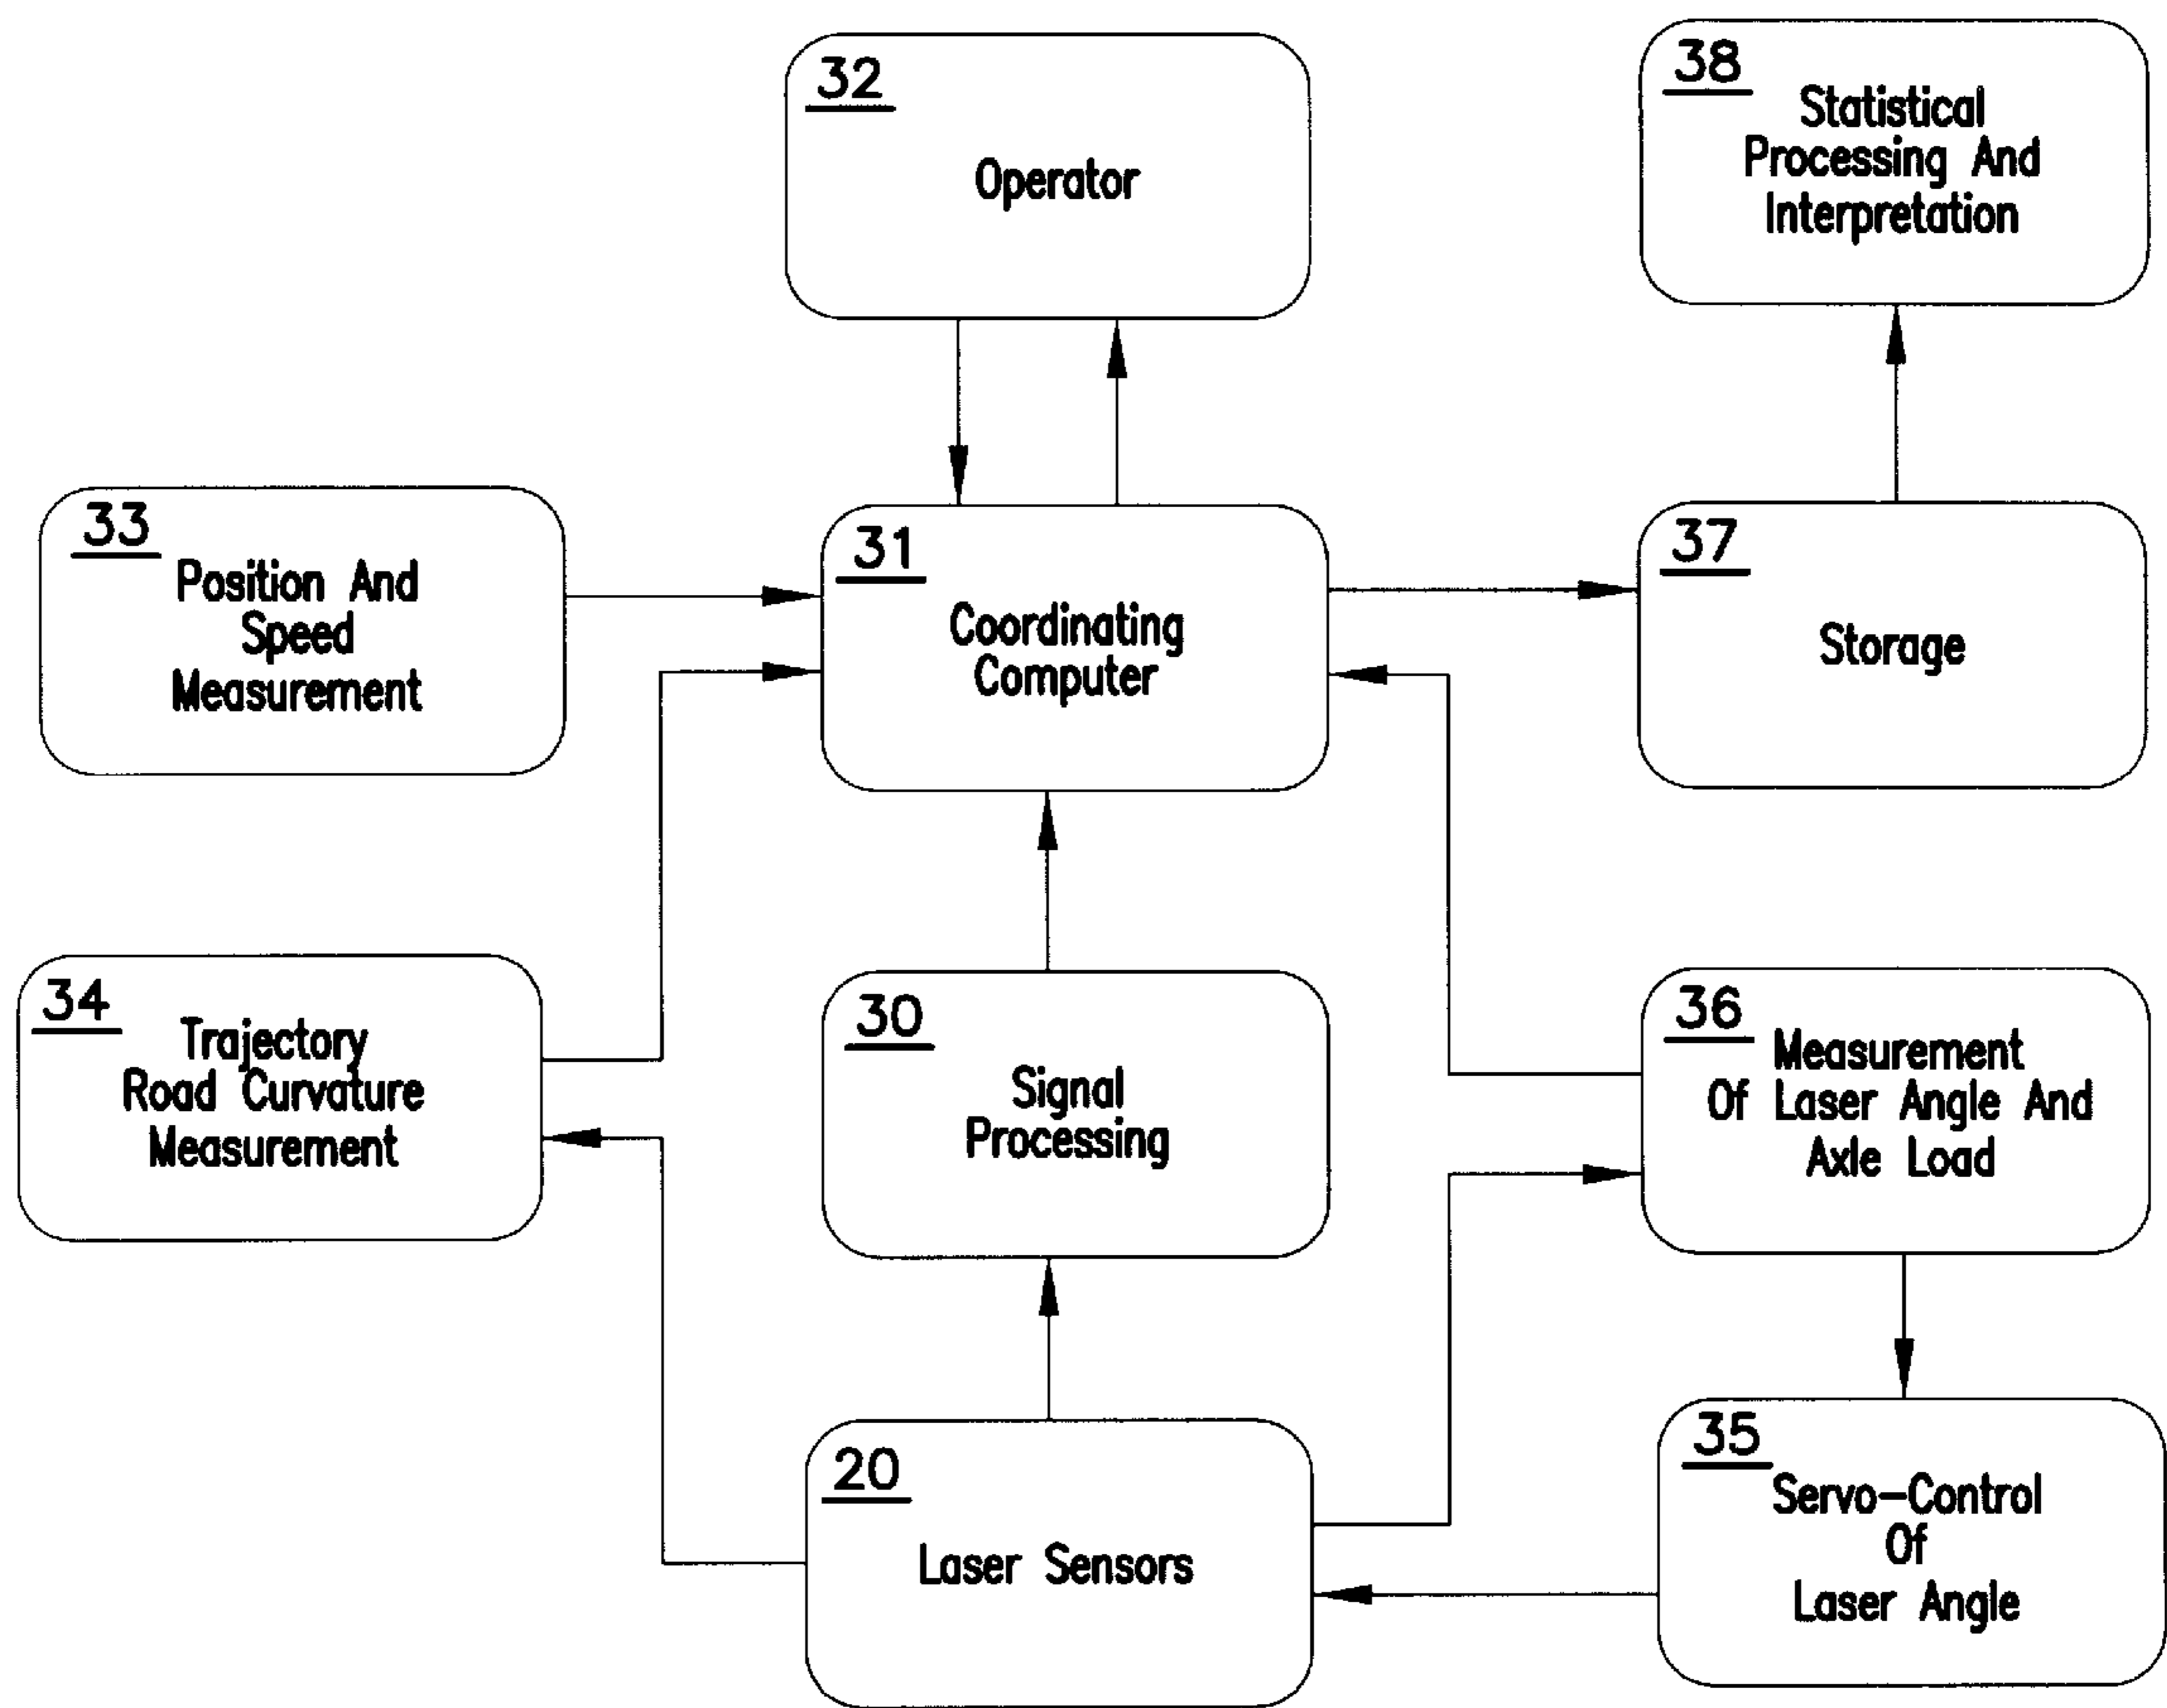 32
Operator
38
Statistical
Processing And
Interpretation
33
Position And
Speed
Measurement
31
Coordinating
Computer
37
Storage
34
Trajectory
Road Curvature
Measurement
30
Signal
Processing
36
Measurement
Of Laser Angle And
Axle Load
20
Laser Sensors
35
Servo-Control
Of
Laser Angle